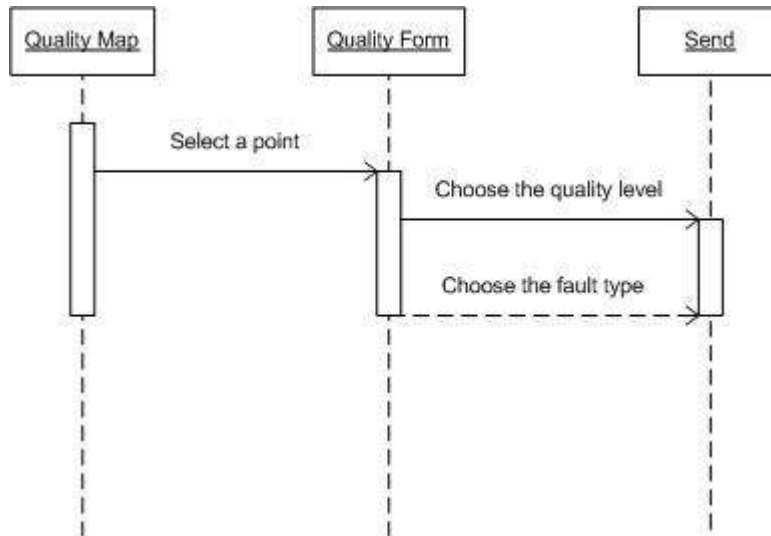 Quality Map
Quality Form
Send
Select a point
Choose the quality level
Choose the fault type